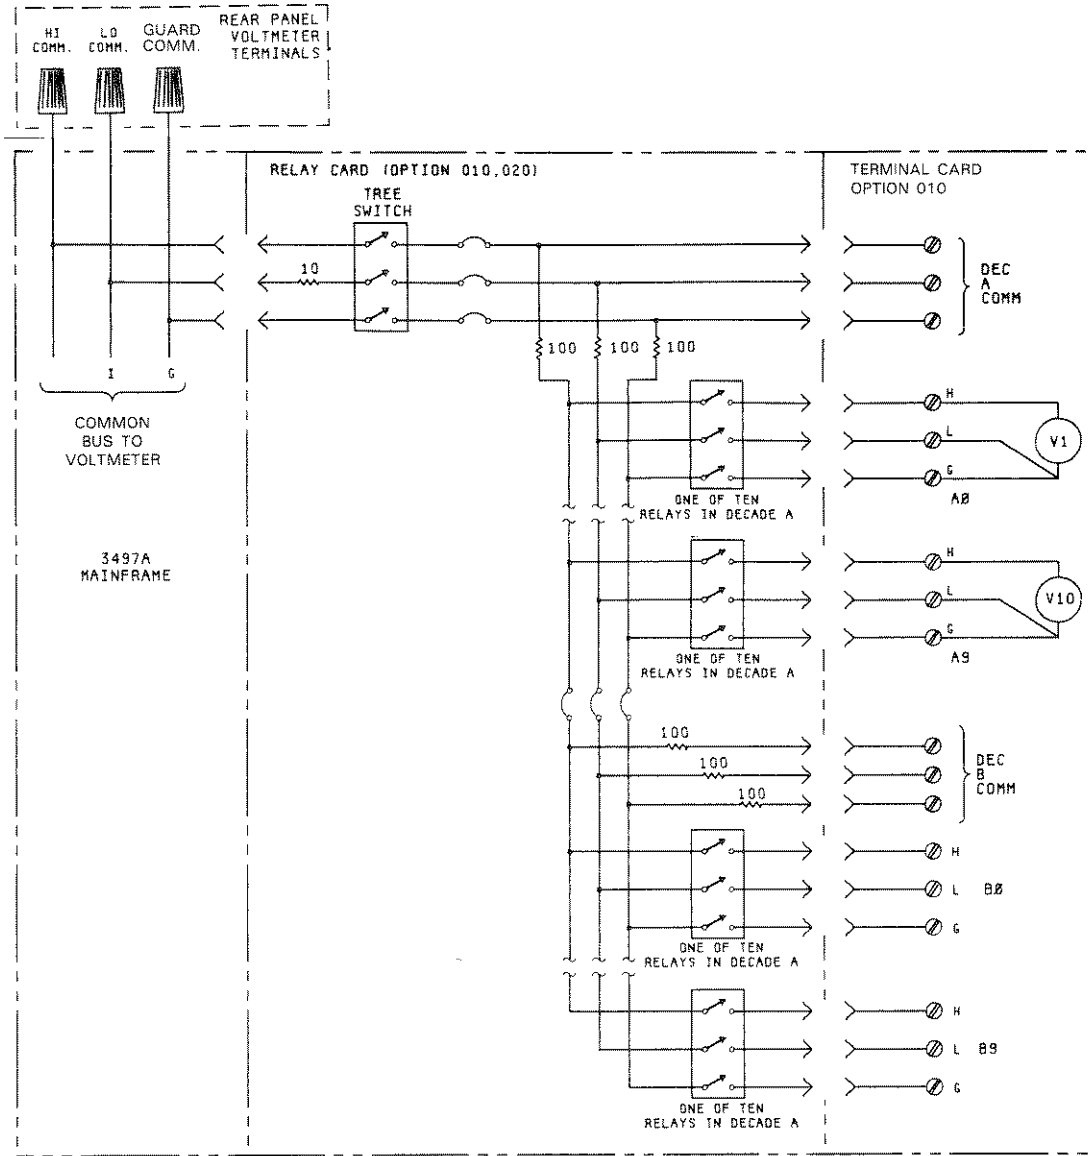 HI
COMM.
LO
COMM.
GUARD
COMM.
REAR PANEL
VOLTMETER
TERMINALS
RELAY CARD (OPTION 010,020)
TREE
SWITCH
TERMINAL CARD
OPTION 010
10
DEC
A
COMM
100
100
100
I
G
COMMON
BUS TO
VOLTMETER
H
L
G
V1
A0
ONE OF TEN
RELAYS IN DECADE A
3497A
MAINFRAME
H
L
G
V10
A9
ONE OF TEN
RELAYS IN DECADE A
100
100
100
DEC
B
COMM
H
L B0
G
ONE OF TEN
RELAYS IN DECADE A
H
L B9
G
ONE OF TEN
RELAYS IN DECADE A